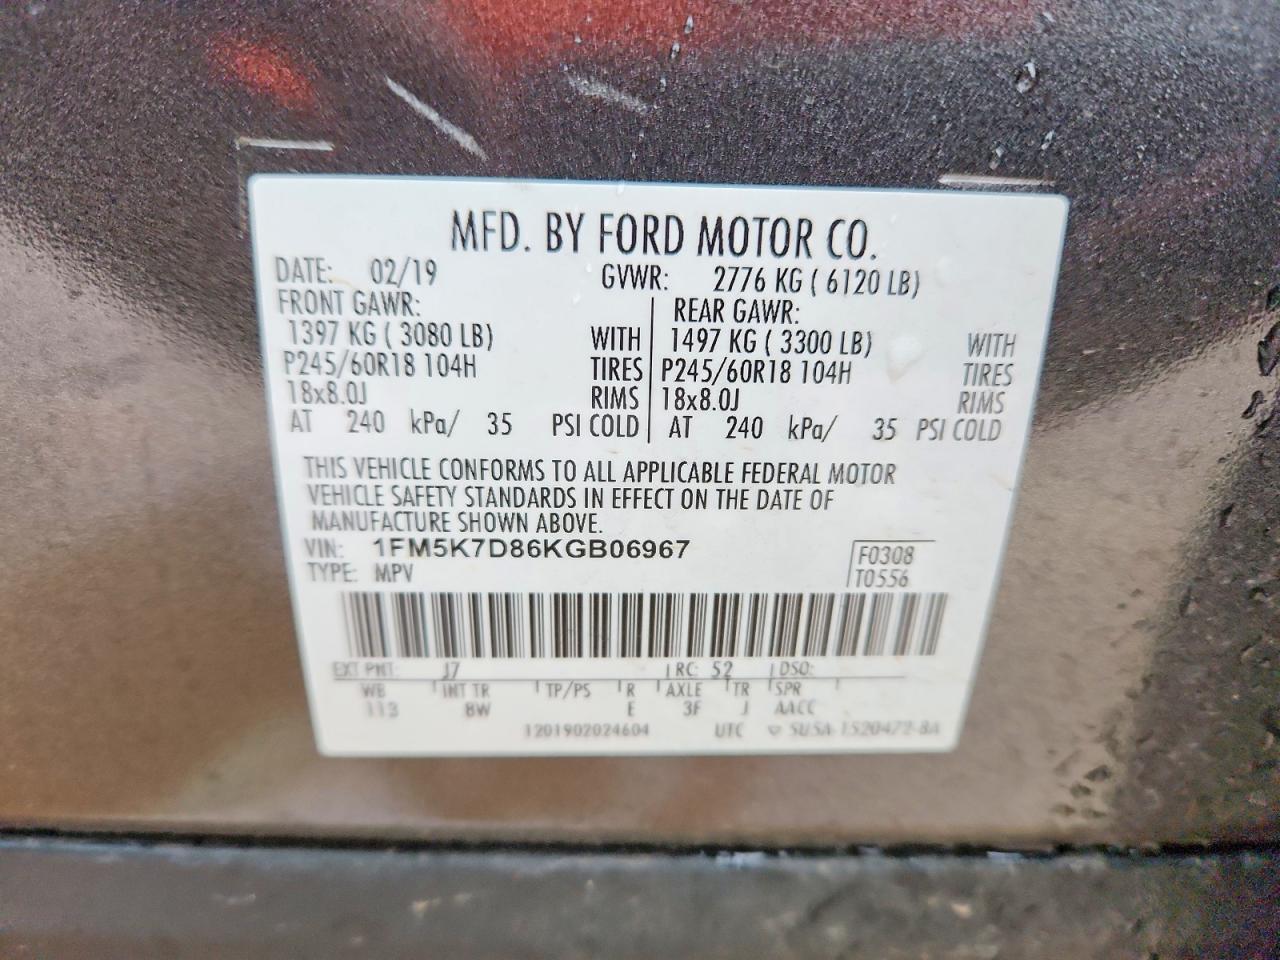 MFD. BY FORD MOTOR CO.
DATE: 02/19 GVWR: 2776 KG ( 6120 LB)
FRONT GAWR: REAR GAWR:
1397 KG ( 3080 LB) WITH 1497 KG ( 3300 LB) WITH
P245/60R18 104H TIRES P245/60R18 104H TIRES
18x8.0J RIMS 18x8.0J RIMS
AT 240 kPa/ 35 PSI COLD AT 240 kPa/ 35 PSI COLD
THIS VEHICLE CONFORMS TO ALL APPLICABLE FEDERAL MOTOR
VEHICLE SAFETY STANDARDS IN EFFECT ON THE DATE OF
MANUFACTURE SHOWN ABOVE.
VIN: 1FM5K7D86KGB06967 F0308
TYPE: MPV T0556
EXT PNT: J7 RC: 52 DSO:
WB INT TR TP/PS R AXLE TR SPR
113 BW E 3F J AACC
1201902024604 UTC SU5A-1520472-BA